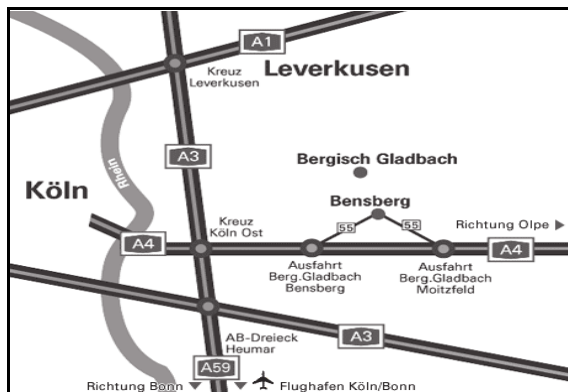 A1
Kreuz
Leverkusen
Leverkusen
A3
Rhein
Bergisch Gladbach
Köln
Bensberg
Kreuz
Köln Ost
55
55
Richtung Olpe
A4
A4
Ausfahrt
Berg.Gladbach
Bensberg
Ausfahrt
Berg.Gladbach
Moitzfeld
A3
AB-Dreieck
Heumar
A59
Richtung Bonn
Flughafen Köln/Bonn